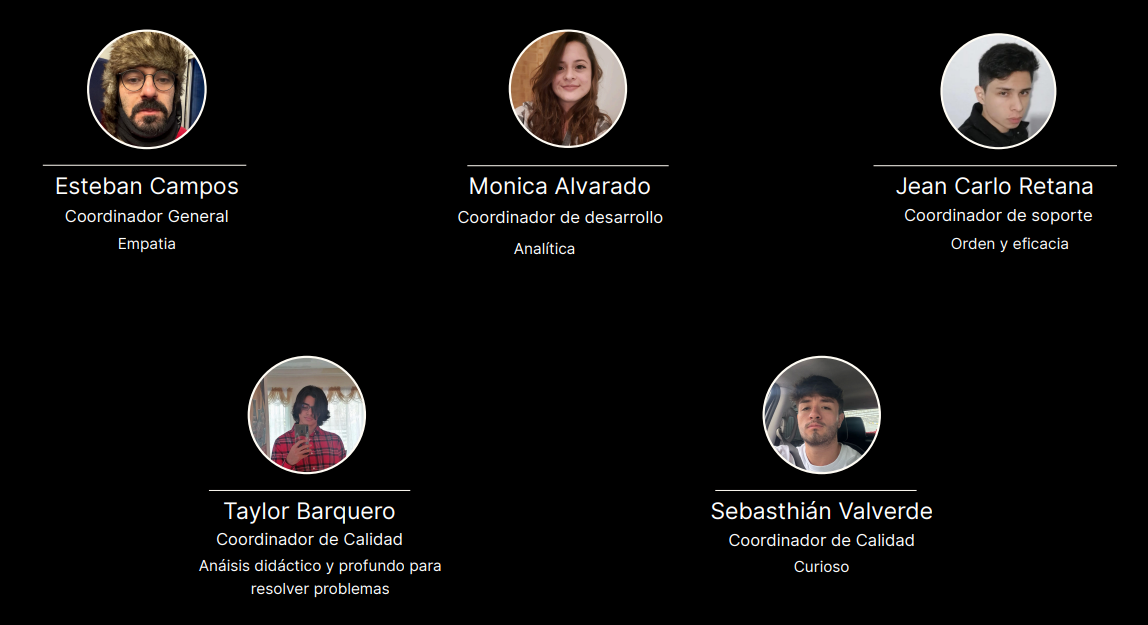 Esteban Campos
Coordinador General
Empatia
Monica Alvarado
Coordinador de desarrollo
Analítica
Jean Carlo Retana
Coordinador de soporte
Orden y eficacia
Taylor Barquero
Coordinador de Calidad
Anáisis didáctico y profundo para
resolver problemas
Sebasthián Valverde
Coordinador de Calidad
Curioso